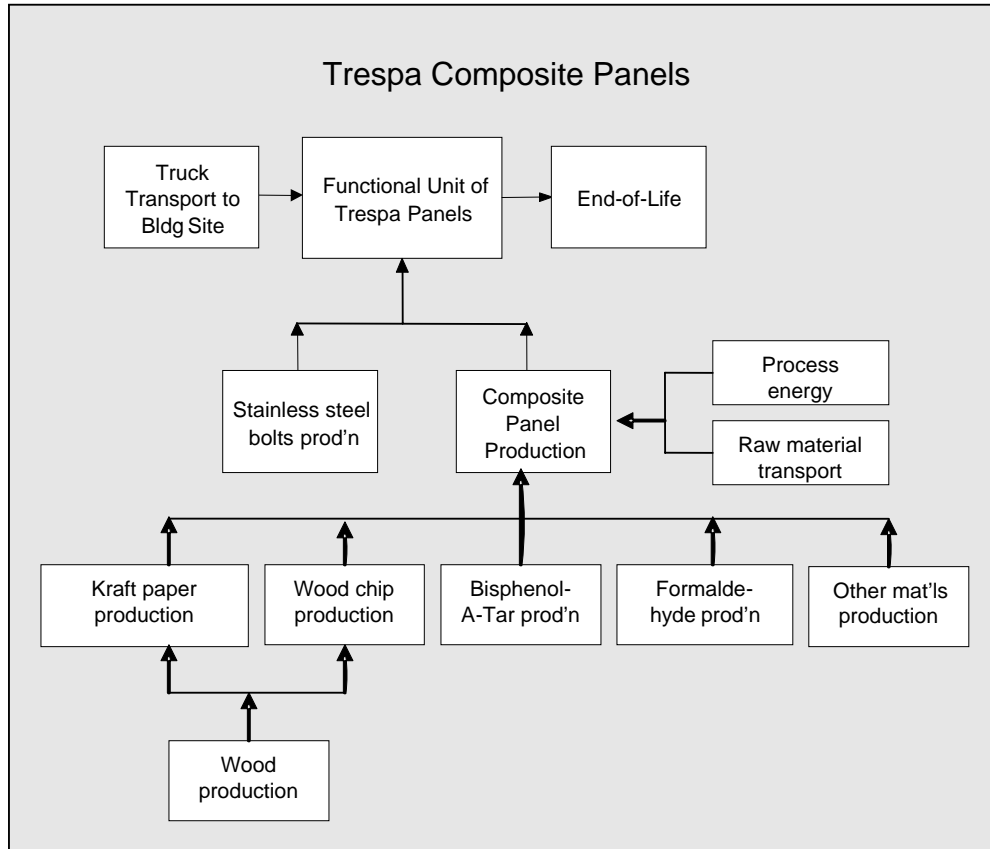 Trespa Composite Panels
Truck
Transport to
Bldg Site
Functional Unit of
Trespa Panels
End-of-Life
Stainless steel
bolts prod'n
Composite
Panel
Production
Process
energy
Raw material
transport
Kraft paper
production
Wood chip
production
Bisphenol-
A-Tar prod'n
Formalde-
hyde prod'n
Other mat'ls
production
Wood
production